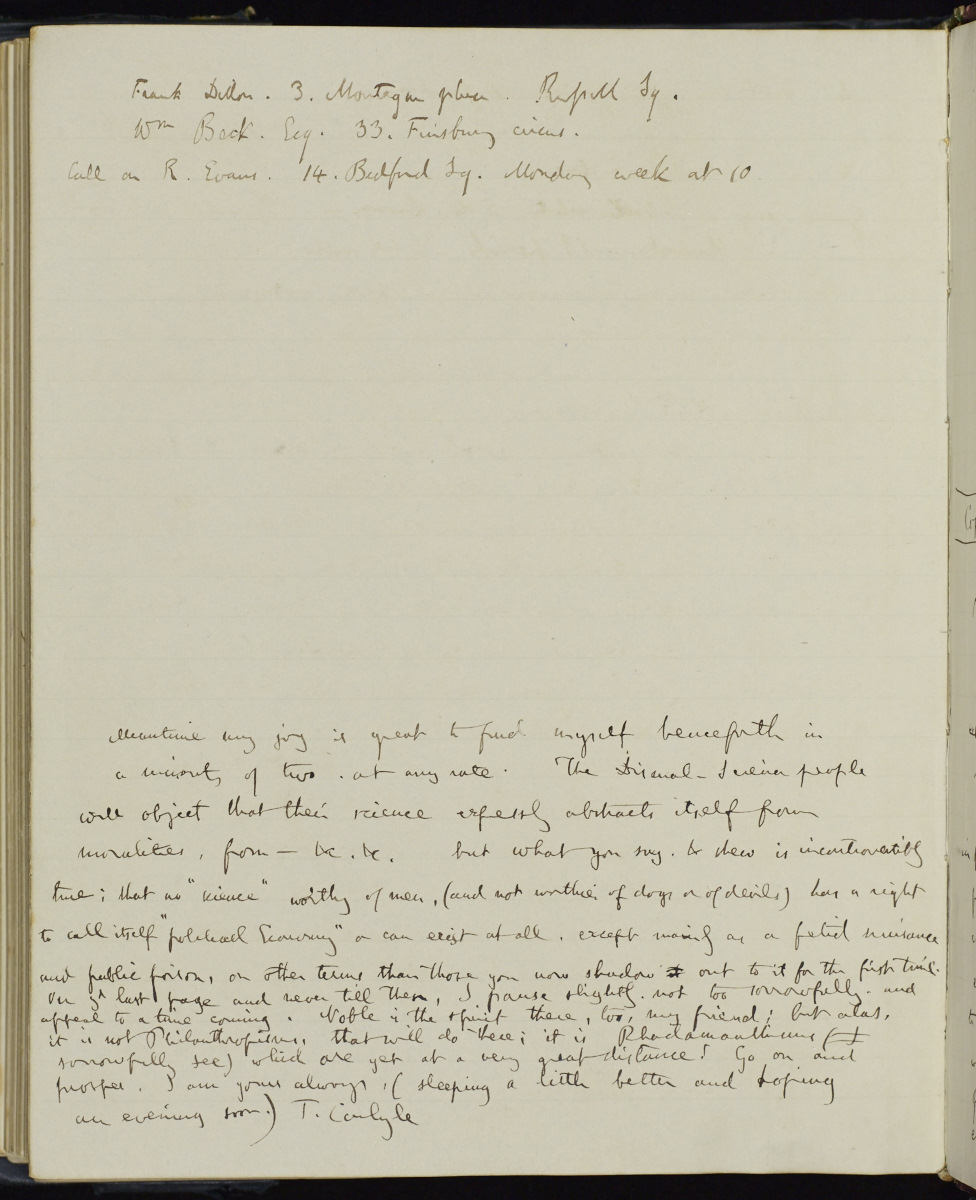 Frank Dillon. 3. Montague place. Russell Sq.
Wm Beck. Esq. 33. Finsbury circus.
Call on R. Evans. 14. Bedford Sq. Monday week at 10
Meantime my joy is great to find myself henceforth in
a minority of two. at any rate. The Dismal-Science people
will object that their science expressly abstracts itself from
moralities, from - &c. &c. but what you say. & shew is incontrovertibly
true; that no "science" worthy of men, (and not worthier of dogs or of devils) has a right
to call itself "political Economy" or can exist at all. except mainly as a fetid nuisance
and public poison, on other terms than those you now shadow out to it for the first time.
On yr last page and never till then, I pause slightly. not too sorrowfully. and
appeal to a time coming. Noble is the spirit there, too, my friend; but alas,
it is not Philanthropisms, that will do there; it is Rhadamanthisms (I
sorrowfully see) which are yet at a very great distance! Go on and
prosper. I am yours always, (sleeping a little better and hoping
an evening soon.) T. Carlyle